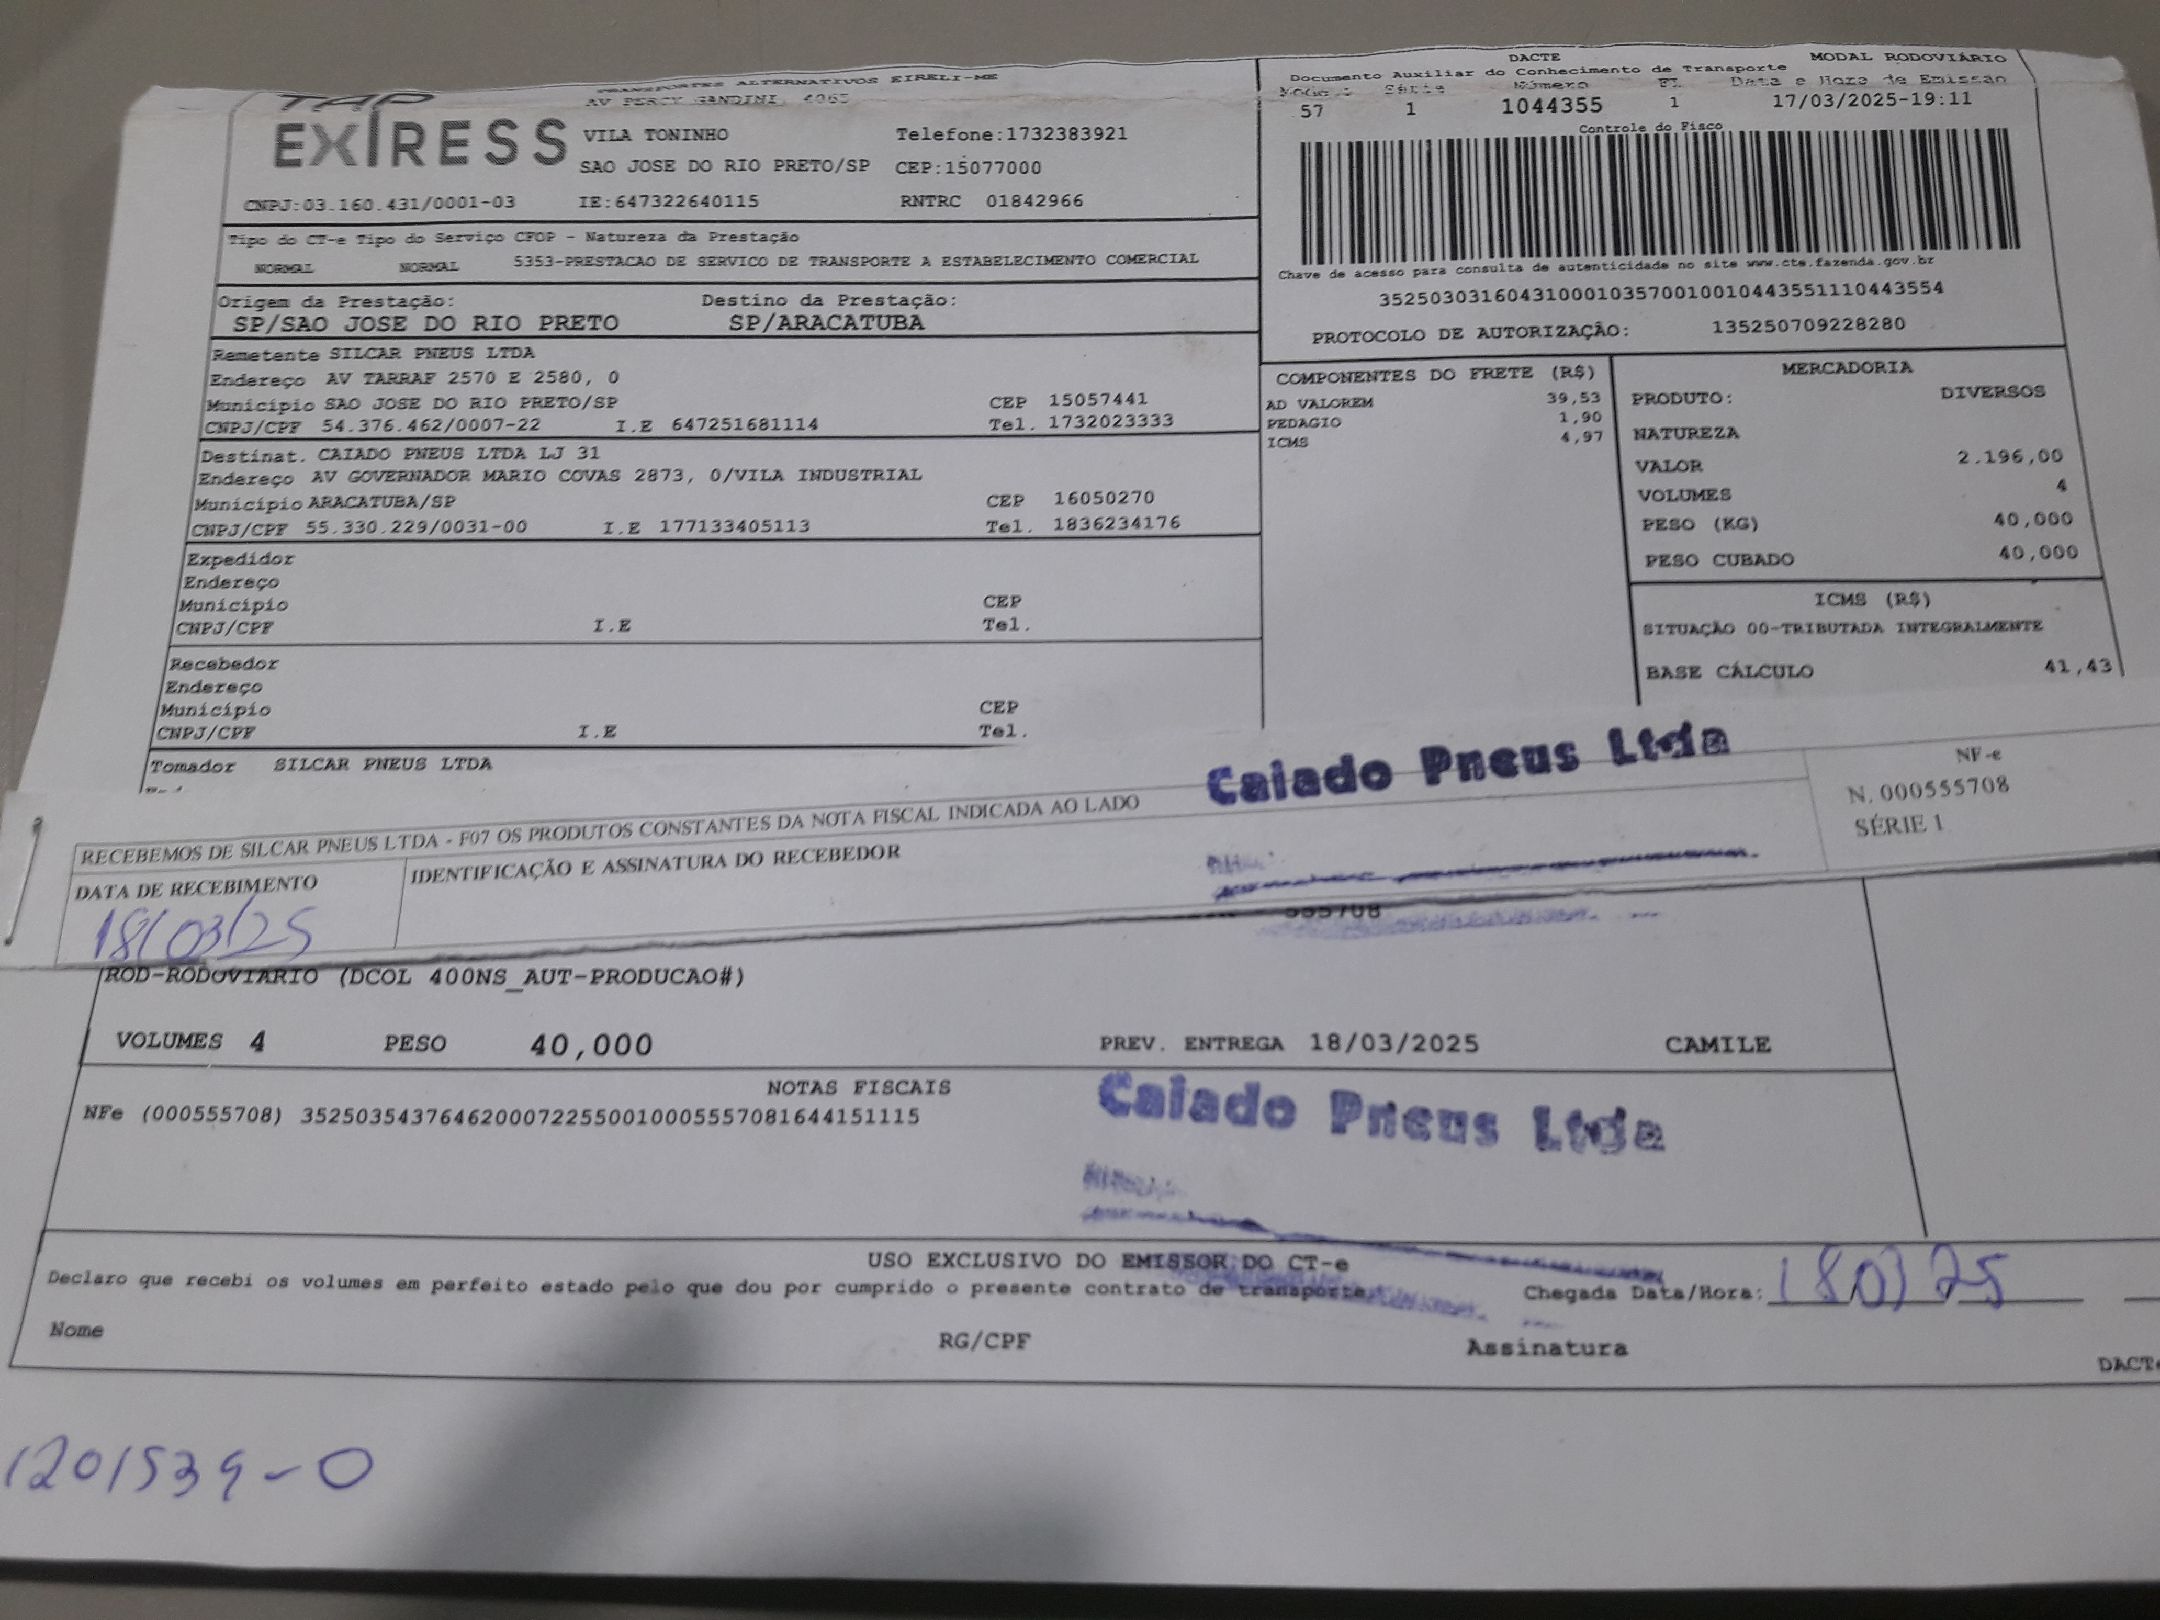 TAP
EXPRESS
TRANSPORTES ALTERNATIVOS EIRELI-ME
AV PERCY GANDINI, 4065
VILA TONINHO Telefone:1732383921
SAO JOSE DO RIO PRETO/SP CEP:15077000
CNPJ:03.160.431/0001-03 IE:647322640115 RNTRC 01842966
DACTE MODAL RODOVIÁRIO
Documento Auxiliar do Conhecimento de Transporte
Modelo Série Número FL Data e Hora de Emissão
57 1 1044355 1 17/03/2025-19:11
Controle do Fisco
Chave de acesso para consulta de autenticidade no site www.cte.fazenda.gov.br
35250303160431000103570010010443551110443554
PROTOCOLO DE AUTORIZAÇÃO: 135250709228280
Tipo do CT-e Tipo do Serviço CFOP - Natureza da Prestação
NORMAL NORMAL 5353-PRESTACAO DE SERVICO DE TRANSPORTE A ESTABELECIMENTO COMERCIAL
Origem da Prestação: Destino da Prestação:
SP/SAO JOSE DO RIO PRETO SP/ARACATUBA
Remetente SILCAR PNEUS LTDA
Endereço AV TARRAF 2570 E 2580, 0
Município SAO JOSE DO RIO PRETO/SP CEP 15057441
CNPJ/CPF 54.376.462/0007-22 I.E 647251681114 Tel. 1732023333
Destinat. CAIADO PNEUS LTDA LJ 31
Endereço AV GOVERNADOR MARIO COVAS 2873, 0/VILA INDUSTRIAL
Município ARACATUBA/SP CEP 16050270
CNPJ/CPF 55.330.229/0031-00 I.E 177133405113 Tel. 1836234176
Expedidor
Endereço
Município CEP
CNPJ/CPF I.E Tel.
Recebedor
Endereço
Município CEP
CNPJ/CPF I.E Tel.
Tomador SILCAR PNEUS LTDA
COMPONENTES DO FRETE (R$)
AD VALOREM 39,53
PEDAGIO 1,90
ICMS 4,97
MERCADORIA
PRODUTO: DIVERSOS
NATUREZA
VALOR 2.196,00
VOLUMES 4
PESO (KG) 40,000
PESO CUBADO 40,000
ICMS (R$)
SITUAÇÃO 00-TRIBUTADA INTEGRALMENTE
BASE CÁLCULO 41,43
Caiado Pneus Ltda
RECEBEMOS DE SILCAR PNEUS LTDA - F07 OS PRODUTOS CONSTANTES DA NOTA FISCAL INDICADA AO LADO
NF-e
N. 000555708
SÉRIE 1
DATA DE RECEBIMENTO IDENTIFICAÇÃO E ASSINATURA DO RECEBEDOR
18/03/25
555708
ROD-RODOVIARIO (DCOL 400NS_AUT-PRODUCAO#)
VOLUMES 4 PESO 40,000 PREV. ENTREGA 18/03/2025 CAMILE
NOTAS FISCAIS
NFe (000555708) 35250354376462000722550010005557081644151115
Caiado Pneus Ltda
USO EXCLUSIVO DO EMISSOR DO CT-e
Declaro que recebi os volumes em perfeito estado pelo que dou por cumprido o presente contrato de transporte. Chegada Data/Hora: 18 03 25
Nome RG/CPF Assinatura
DACTe
1201539-0